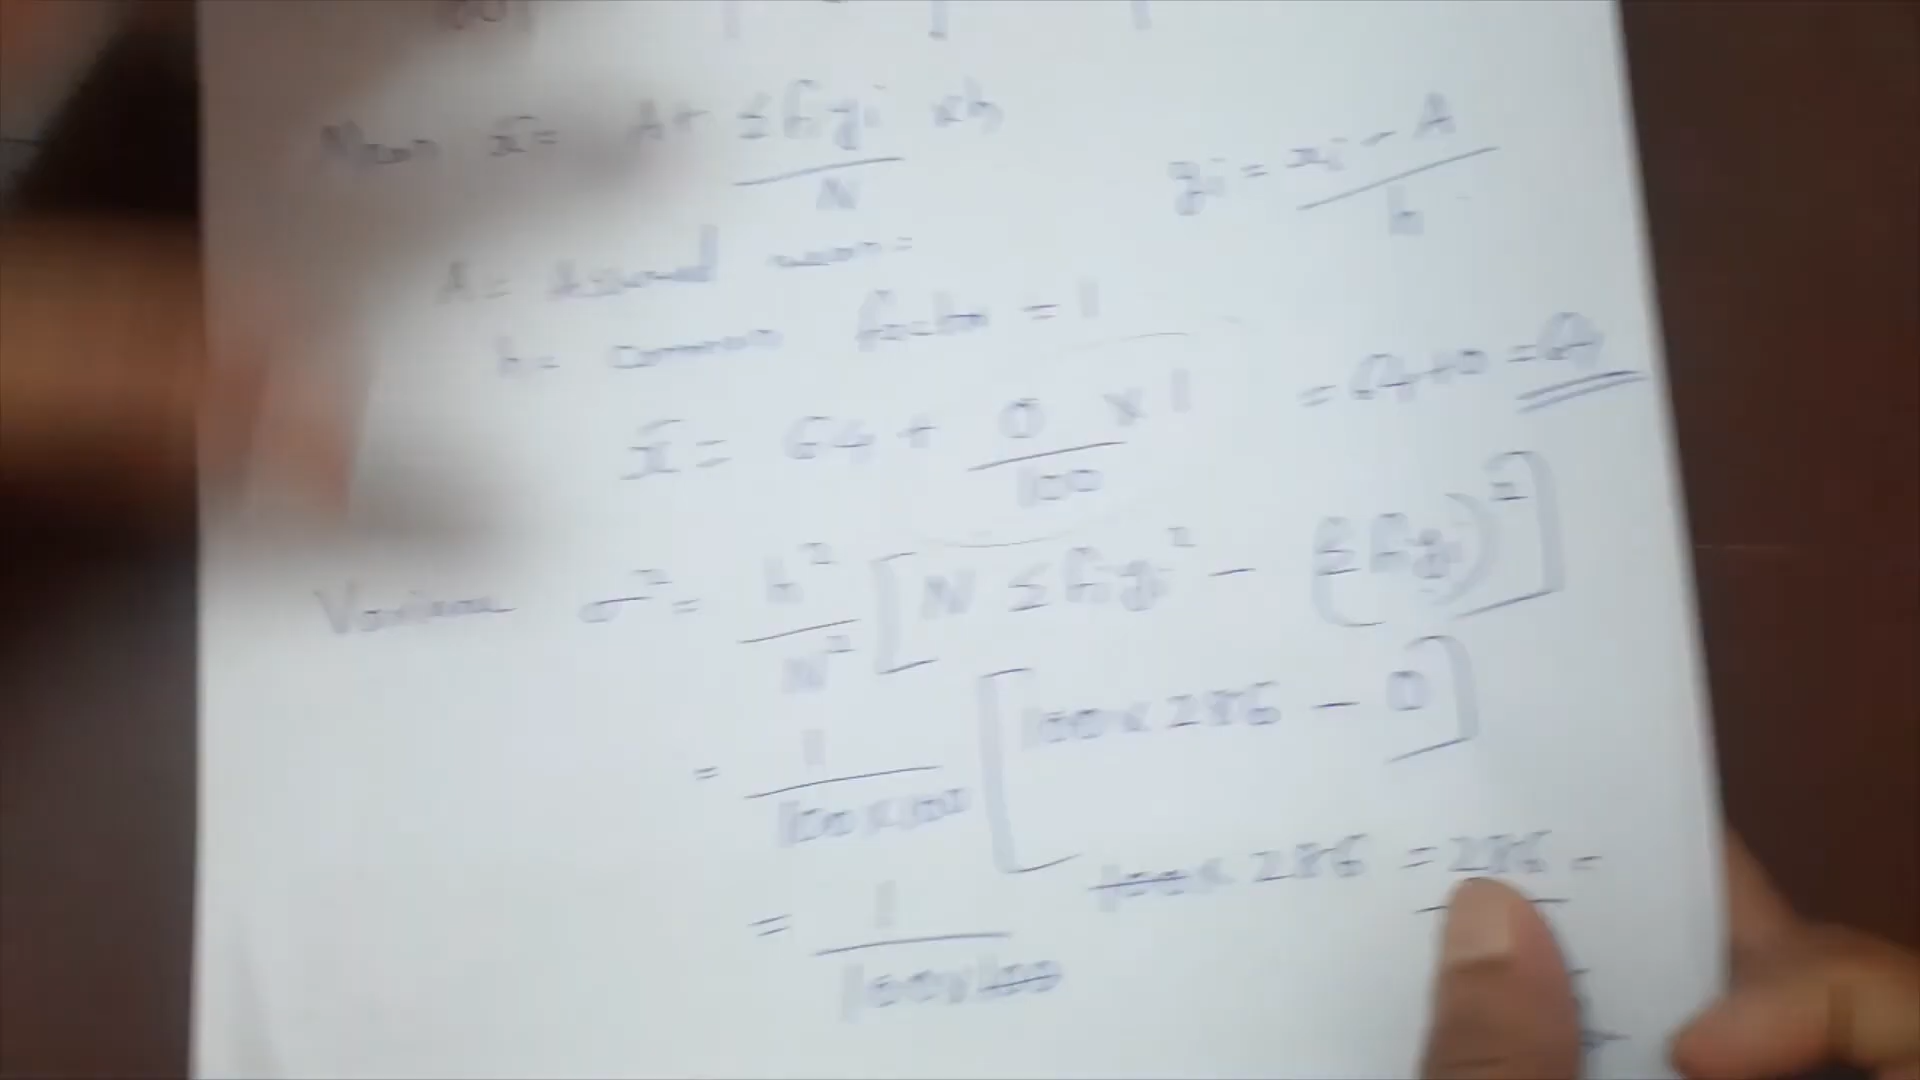 Mean x̄ = A + Σfiyi/N × h
yi = xi - A/h
A = Assumed mean =
h = common factor = 1
x̄ = 64 + 0/100 × 1 = 64 + 0 = 64
Variance σ² = h²/N² [N Σfiyi² - (Σfiyi)²]
= 1/100×100 [100×286 - 0]
= 1/100×100 100×286 = 286 =